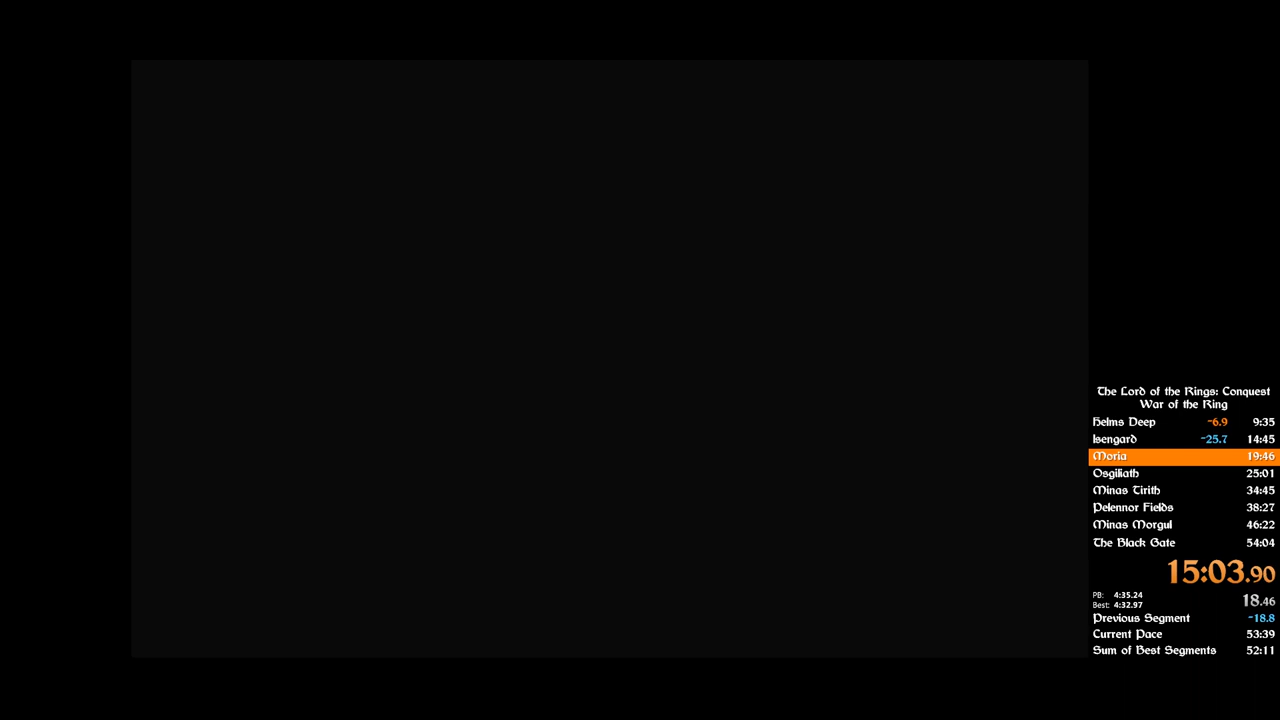 The Lord of the Rings: Conquest
War of the Ring
Helms Deep -6.9 9:35
Isengard -25.7 14:45
Moria 19:46
Osgiliath 25:01
Minas Tirith 34:45
Pelennor Fields 38:27
Minas Morgul 46:22
The Black Gate 54:04
15:03.90
PB: 4:35.24 18.46
Best: 4:32.97
Previous Segment -18.8
Current Pace 53:39
Sum of Best Segments 52:11